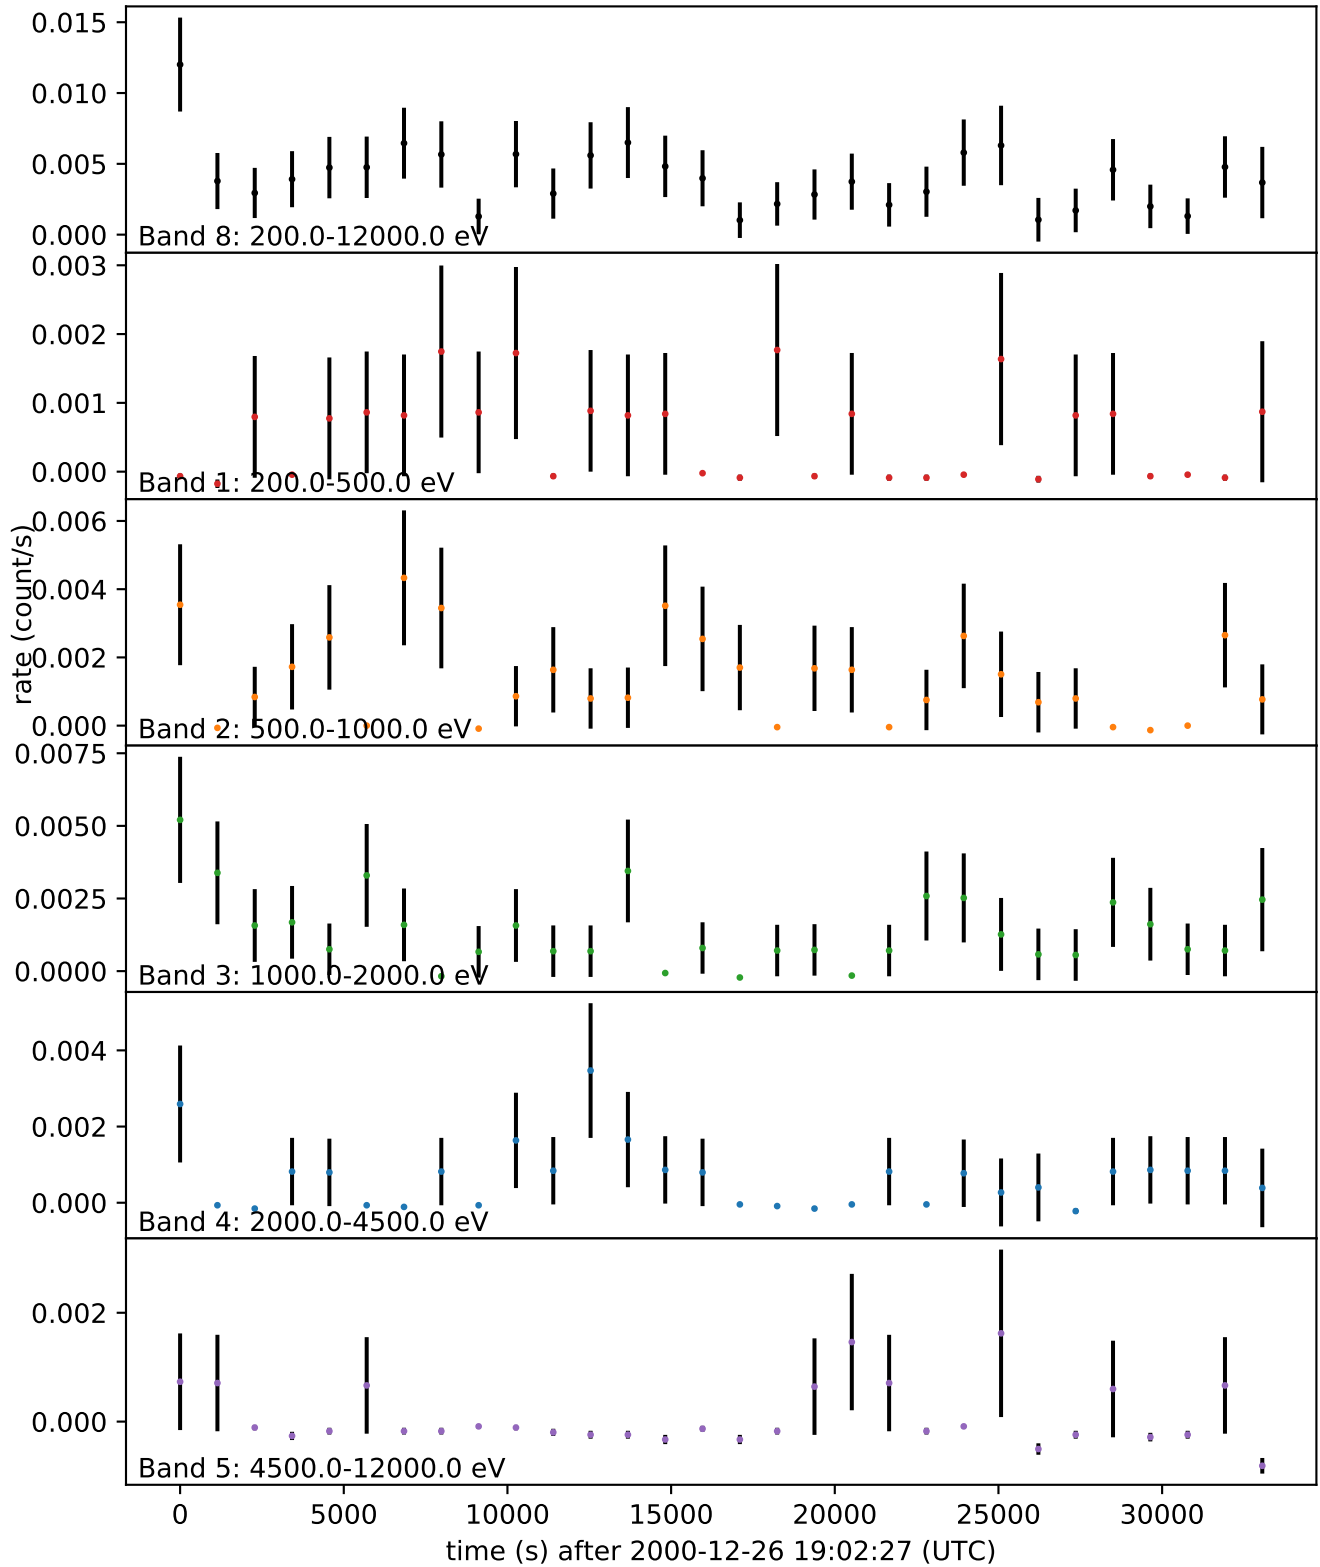 0.015
0.010
0.005
0.000
Band 8: 200.0-12000.0 eV
0.003
0.002
0.001
0.000
Band 1: 200.0-500.0 eV
rate (count/s)
0.006
0.004
0.002
0.000
Band 2: 500.0-1000.0 eV
0.0075
0.0050
0.0025
0.0000
Band 3: 1000.0-2000.0 eV
0.004
0.002
0.000
Band 4: 2000.0-4500.0 eV
0.002
0.000
Band 5: 4500.0-12000.0 eV
0 5000 10000 15000 20000 25000 30000
time (s) after 2000-12-26 19:02:27 (UTC)